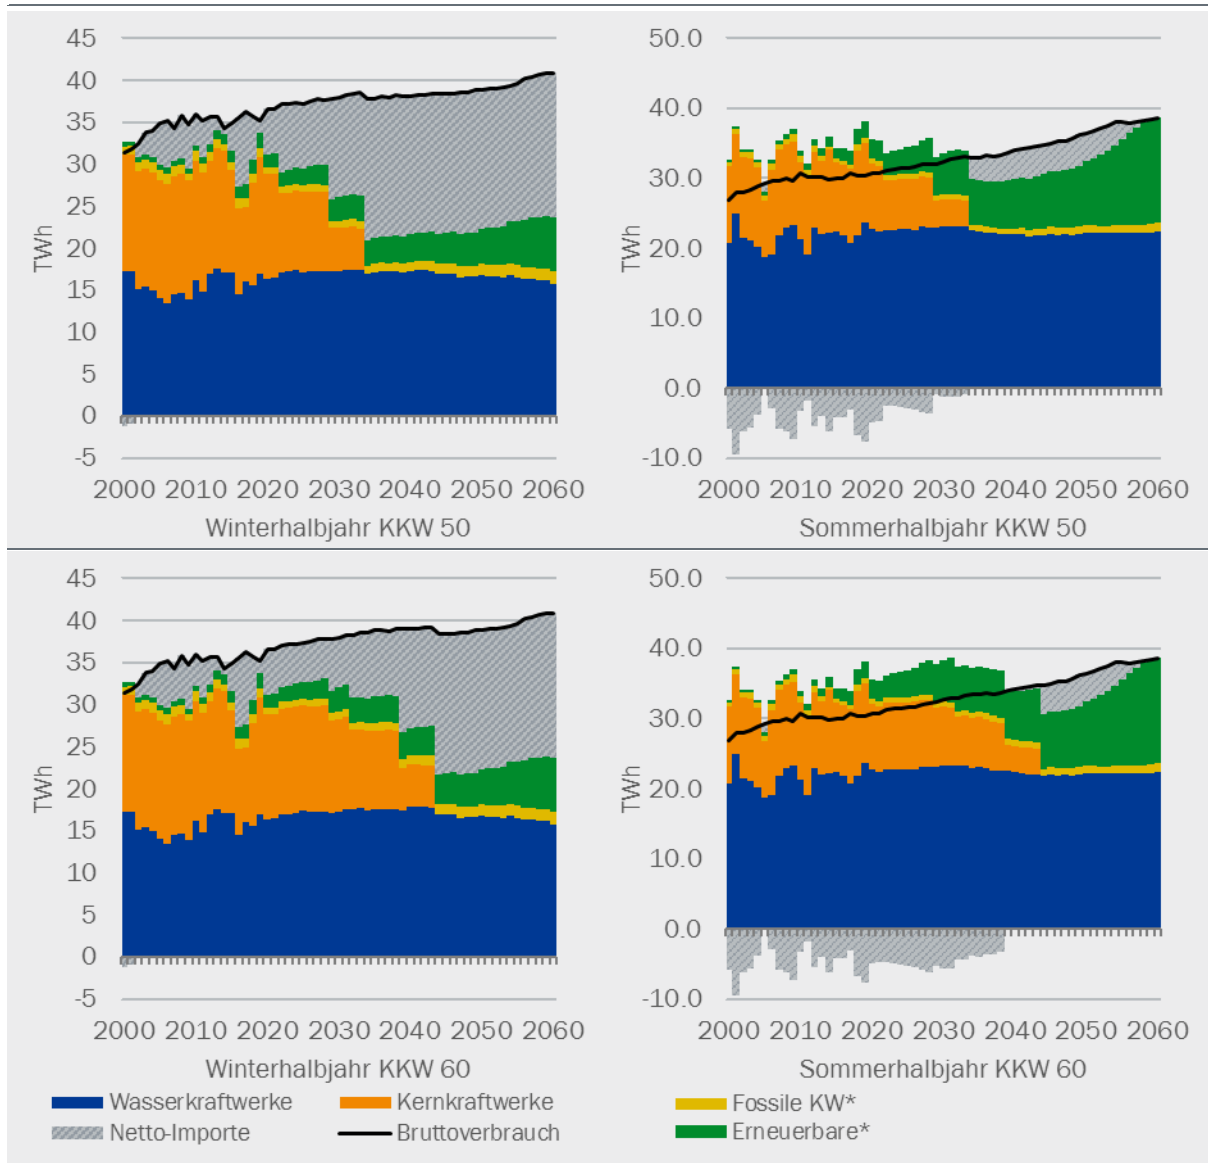 45
40
35
30
25
20
15
10
5
0
-5
TWh
2000 2010 2020 2030 2040 2050 2060
Winterhalbjahr KKW 50
50.0
40.0
30.0
20.0
10.0
0.0
-10.0
TWh
2000 2010 2020 2030 2040 2050 2060
Sommerhalbjahr KKW 50
45
40
35
30
25
20
15
10
5
0
-5
TWh
2000 2010 2020 2030 2040 2050 2060
Winterhalbjahr KKW 60
50.0
40.0
30.0
20.0
10.0
0.0
-10.0
TWh
2000 2010 2020 2030 2040 2050 2060
Sommerhalbjahr KKW 60
Wasserkraftwerke Kernkraftwerke Fossile KW*
Netto-Importe Bruttoverbrauch Erneuerbare*